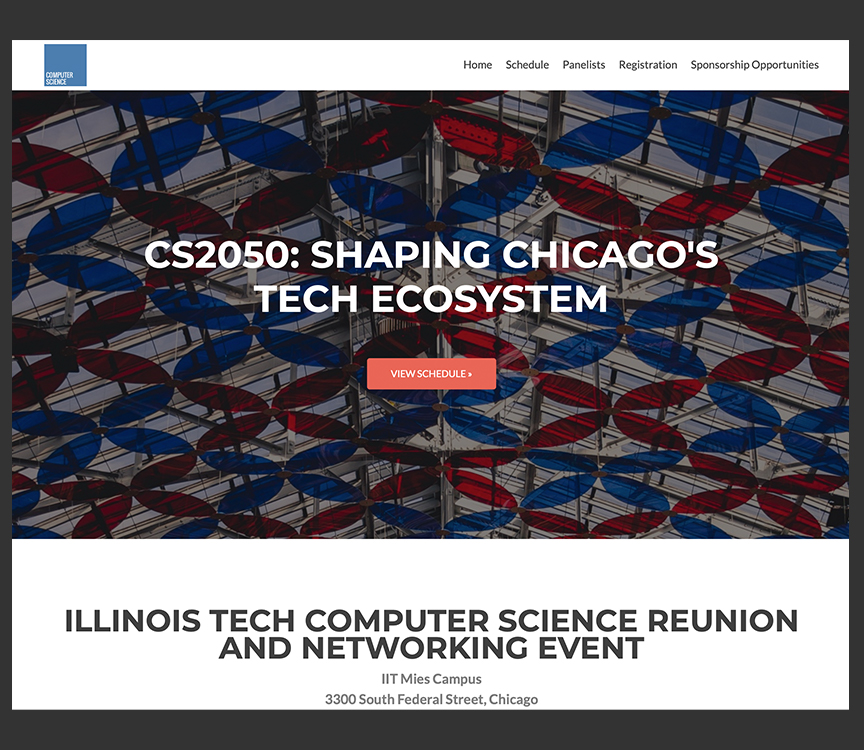 COMPUTER
SCIENCE
Home Schedule Panelists Registration Sponsorship Opportunities
CS2050: SHAPING CHICAGO'S
TECH ECOSYSTEM
VIEW SCHEDULE »
ILLINOIS TECH COMPUTER SCIENCE REUNION
AND NETWORKING EVENT
IIT Mies Campus
3300 South Federal Street, Chicago